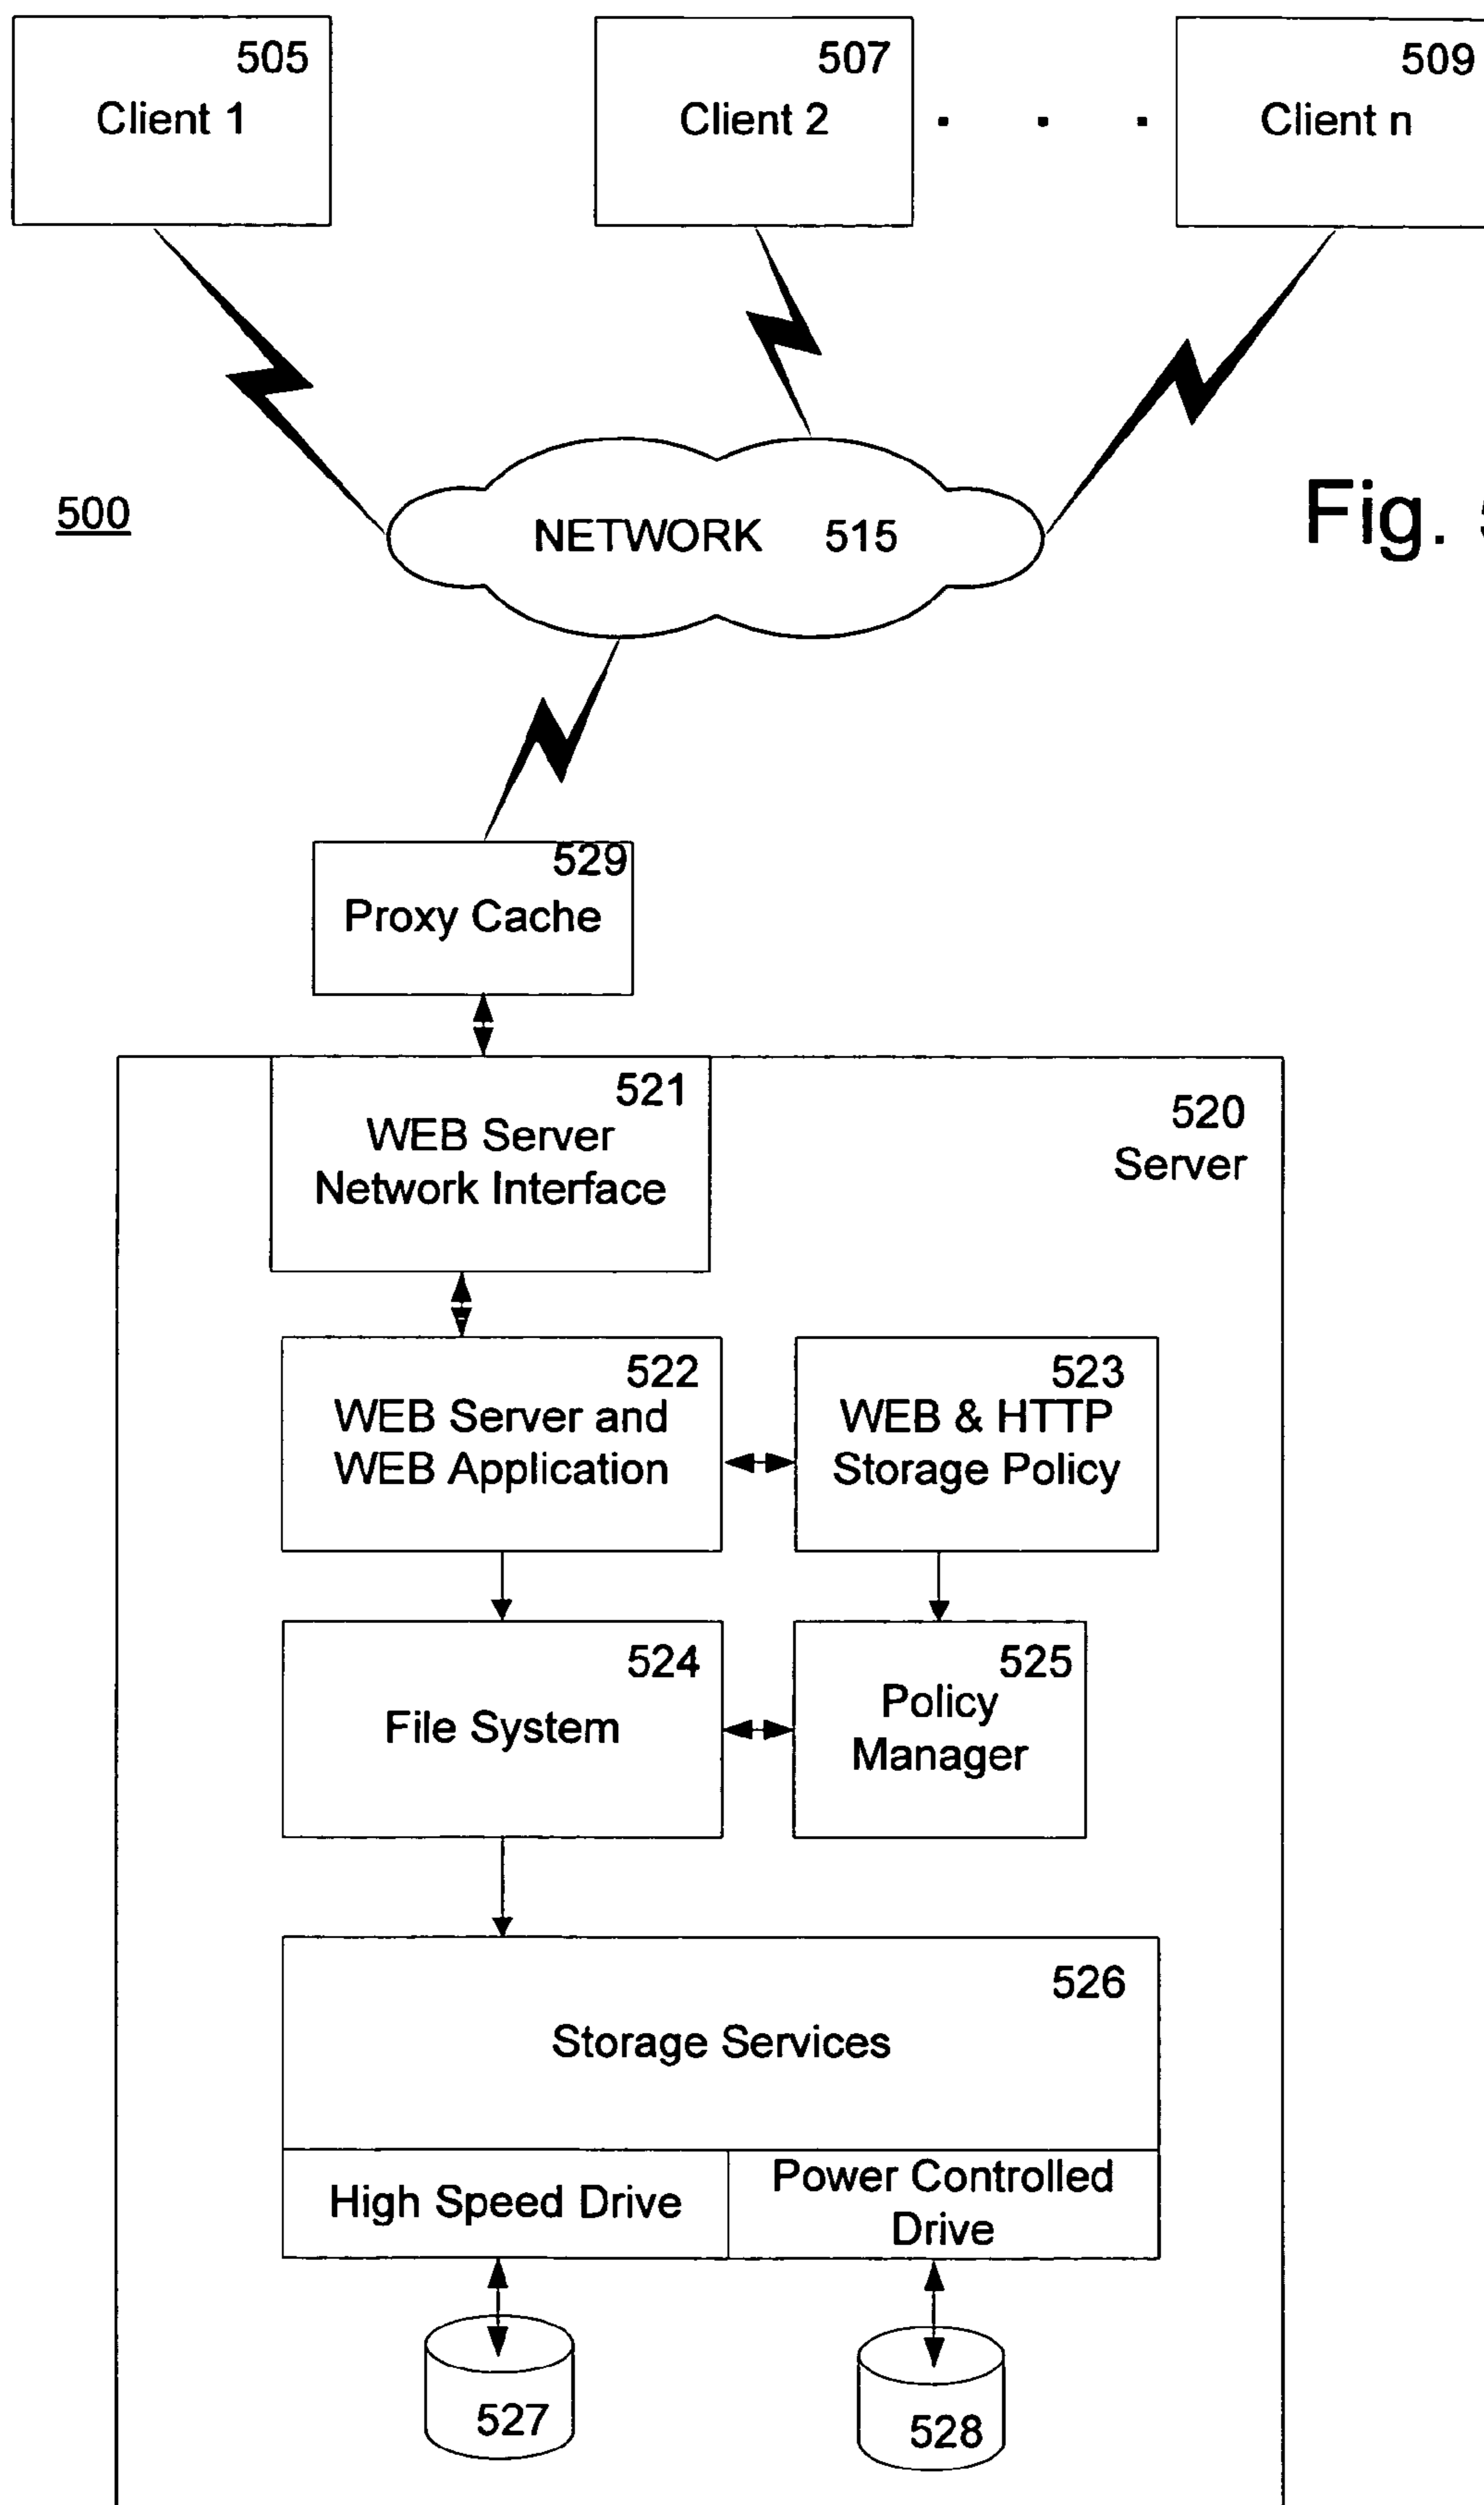 505
Client 1
507
Client 2
. . .
509
Client n
500
NETWORK 515
Fig.
529
Proxy Cache
521
WEB Server
Network Interface
520
Server
522
WEB Server and
WEB Application
523
WEB & HTTP
Storage Policy
524
File System
525
Policy
Manager
526
Storage Services
High Speed Drive
Power Controlled
Drive
527
528